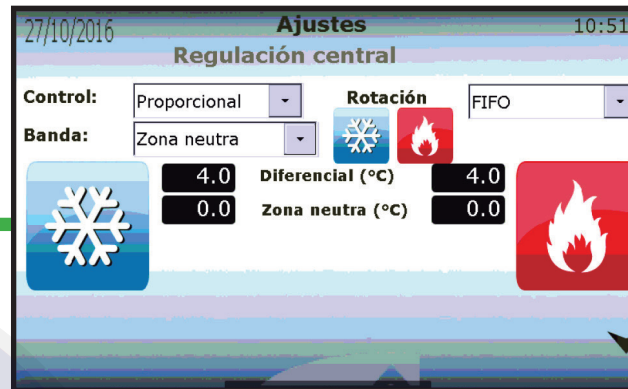 27/10/2016 Ajustes 10:51
Regulación central
Control: Proporcional Rotación FIFO
Banda: Zona neutra
4.0 Diferencial (°C) 4.0
0.0 Zona neutra (°C) 0.0